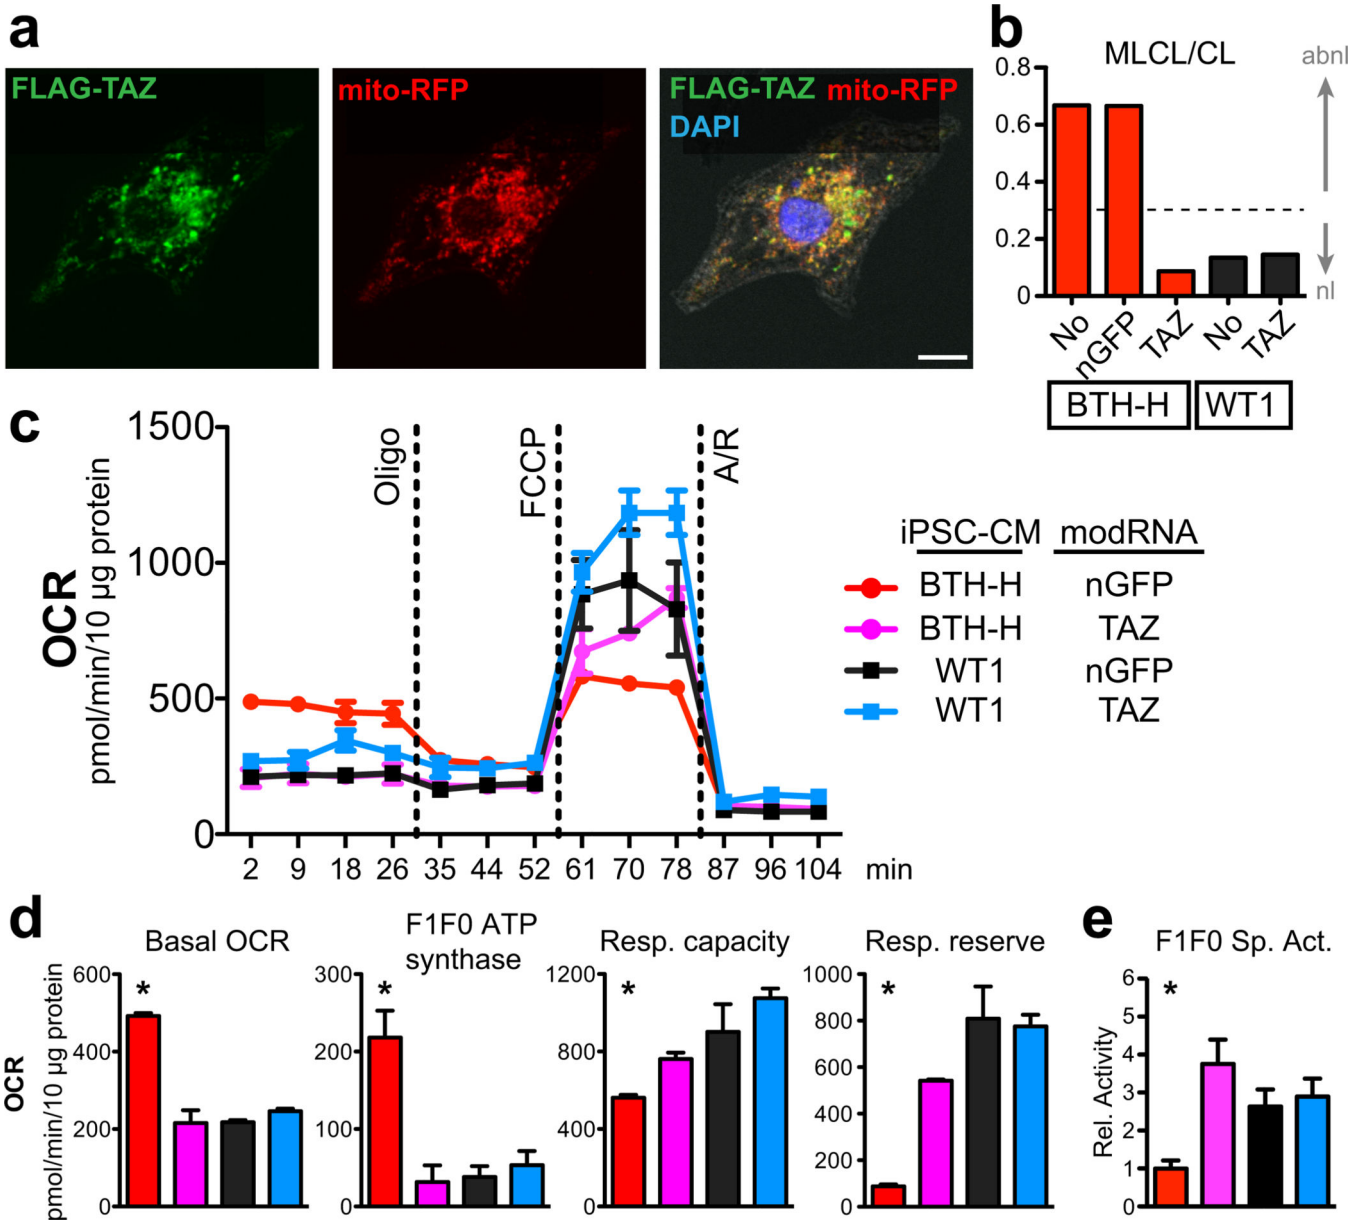 a
FLAG-TAZ
mito-RFP
FLAG-TAZ mito-RFP
DAPI
b
MLCL/CL
abnl
nl
0.8
0.6
0.4
0.2
0
No
nGFP
TAZ
No
TAZ
BTH-H
WT1
c
OCR
pmol/min/10 µg protein
1500
1000
500
0
Oligo
FCCP
A/R
2 9 18 26 35 44 52 61 70 78 87 96 104 min
iPSC-CM modRNA
BTH-H nGFP
BTH-H TAZ
WT1 nGFP
WT1 TAZ
d
OCR
pmol/min/10 µg protein
Basal OCR
600
400
200
0
*
F1F0 ATP
synthase
300
200
100
0
*
Resp. capacity
1200
800
400
0
*
Resp. reserve
1000
800
600
400
200
0
*
e
F1F0 Sp. Act.
Rel. Activity
6
5
4
3
2
1
0
*